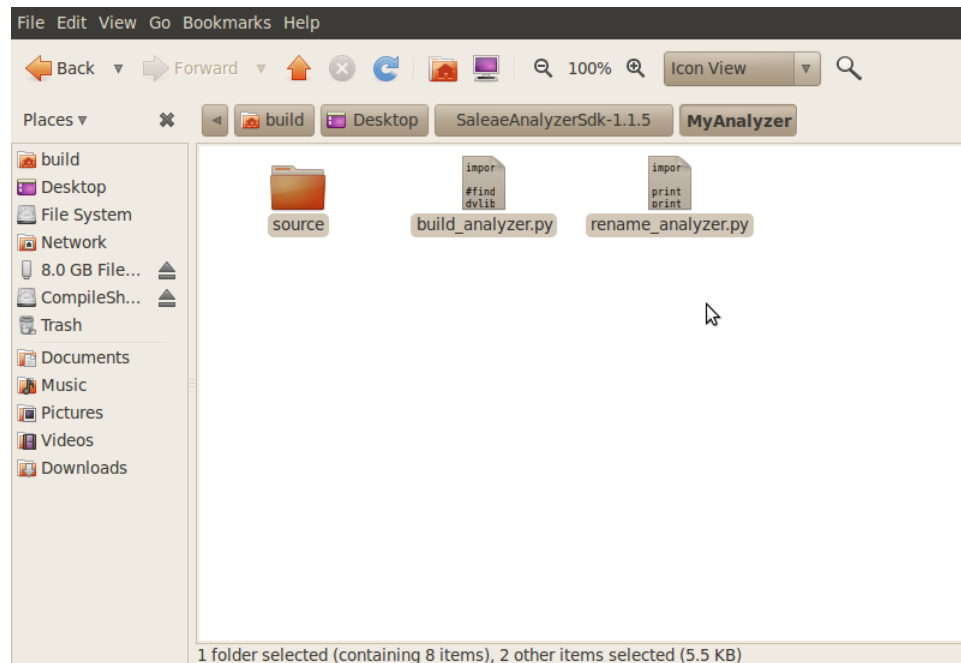 File Edit View Go Bookmarks Help
Back Forward 100% Icon View
Places build Desktop SaleaeAnalyzerSdk-1.1.5 MyAnalyzer
build
Desktop
File System
Network
8.0 GB File...
CompileSh...
Trash
Documents
Music
Pictures
Videos
Downloads
impor
#find
dvlib
impor
print
print
source build_analyzer.py rename_analyzer.py
1 folder selected (containing 8 items), 2 other items selected (5.5 KB)